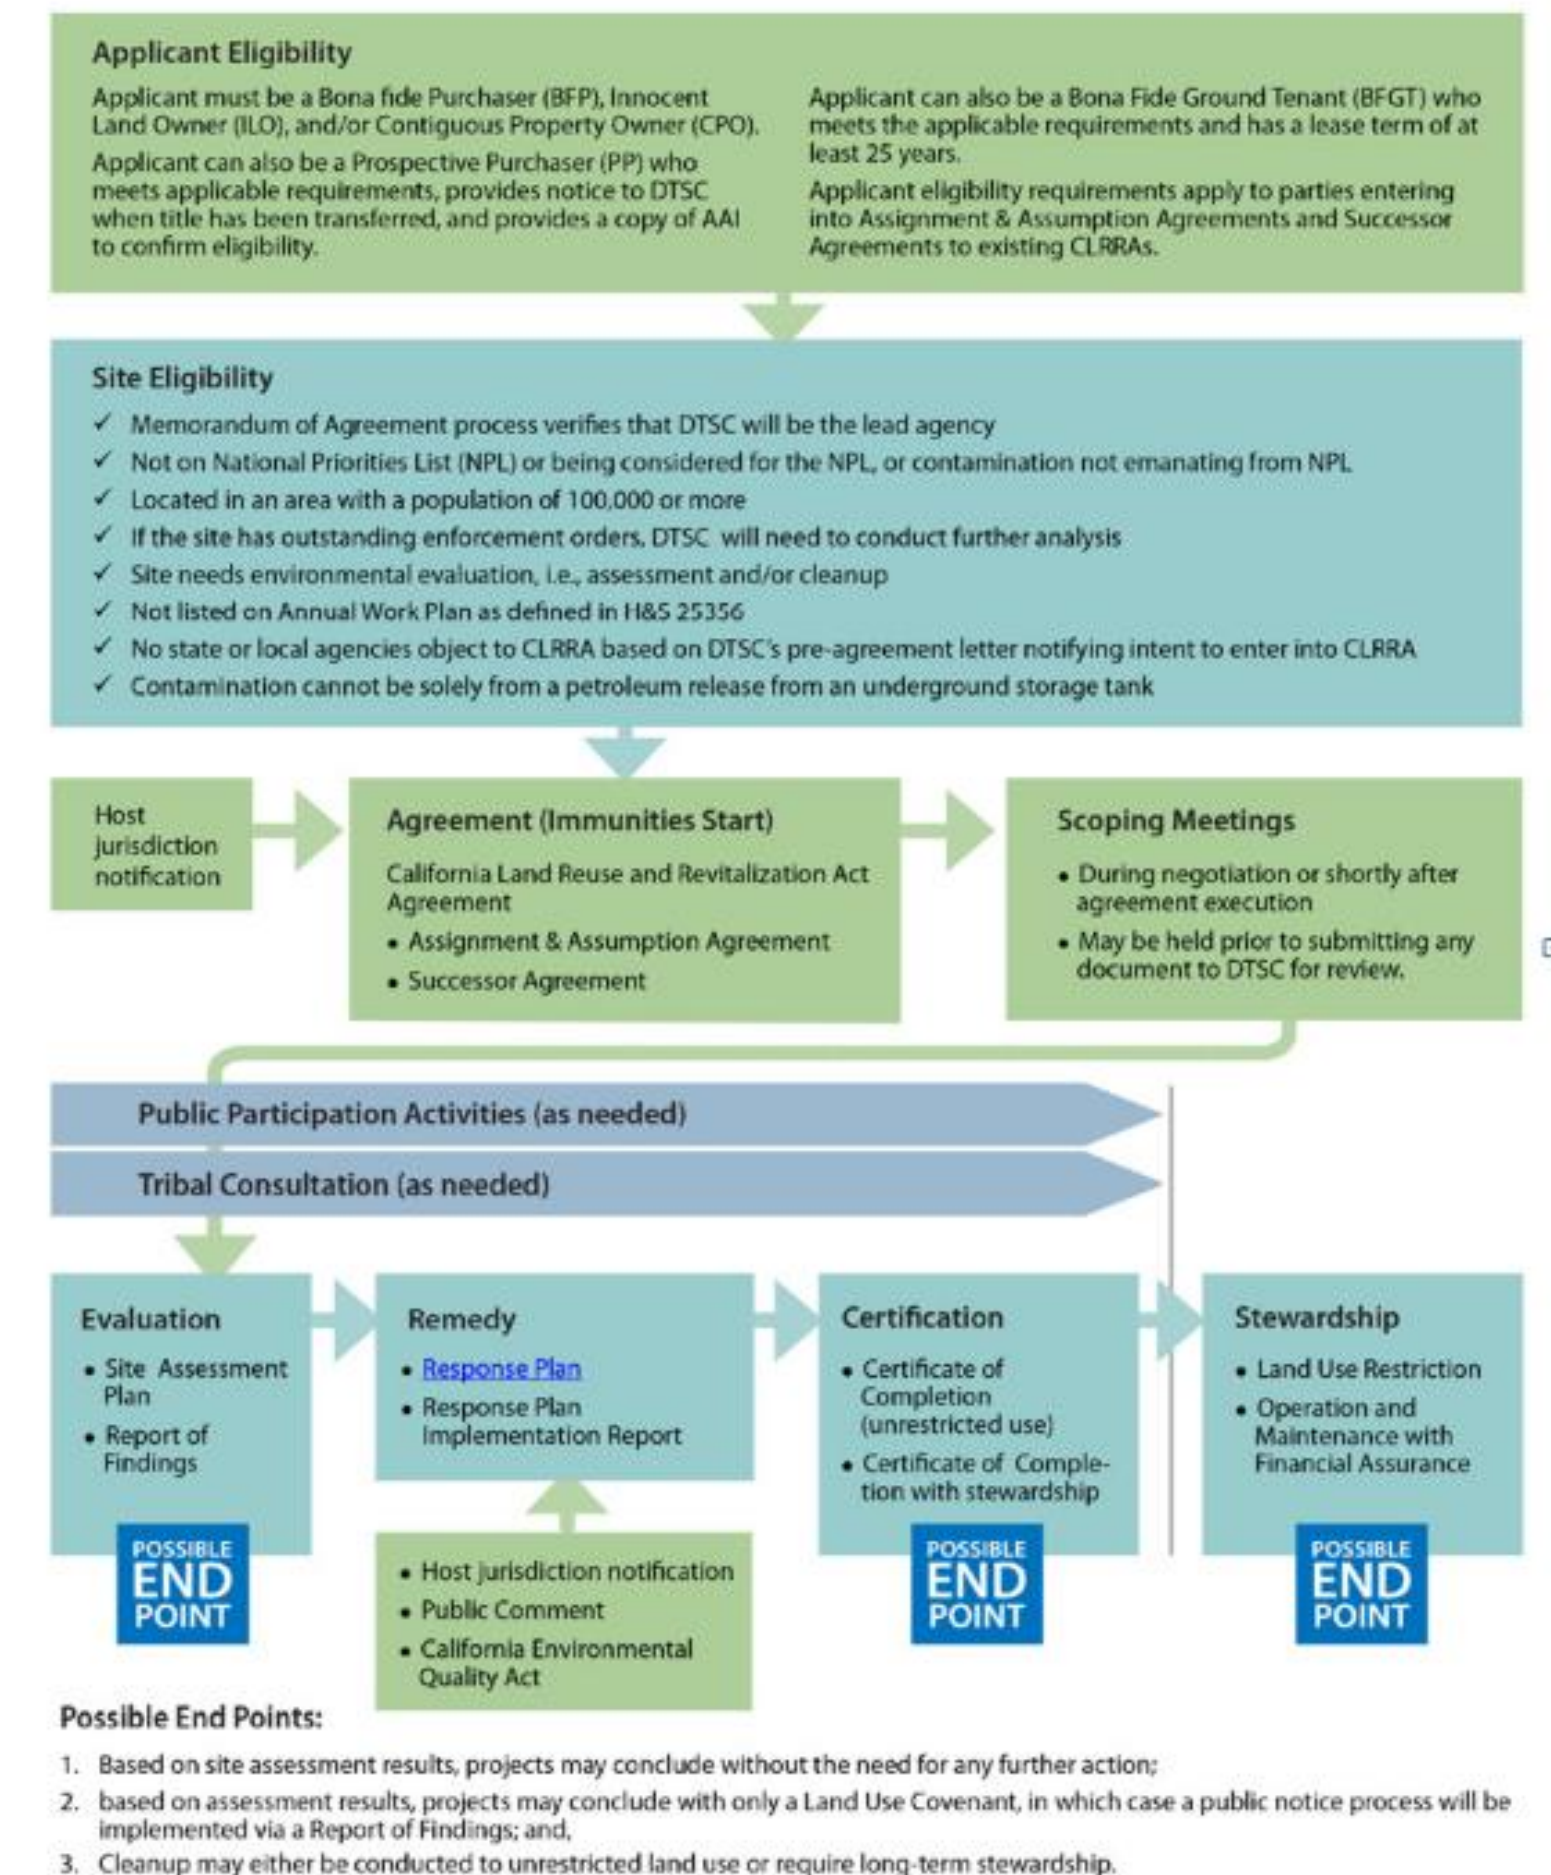 Applicant Eligibility
Applicant must be a Bona fide Purchaser (BFP), Innocent
Land Owner (ILO), and/or Contiguous Property Owner (CPO).
Applicant can also be a Prospective Purchaser (PP) who
meets applicable requirements, provides notice to DTSC
when title has been transferred, and provides a copy of AAI
to confirm eligibility.
Applicant can also be a Bona Fide Ground Tenant (BFGT) who
meets the applicable requirements and has a lease term of at
least 25 years.
Applicant eligibility requirements apply to parties entering
into Assignment & Assumption Agreements and Successor
Agreements to existing CLRRAs.
Site Eligibility
✓ Memorandum of Agreement process verifies that DTSC will be the lead agency
✓ Not on National Priorities List (NPL) or being considered for the NPL, or contamination not emanating from NPL
✓ Located in an area with a population of 100,000 or more
✓ If the site has outstanding enforcement orders, DTSC will need to conduct further analysis
✓ Site needs environmental evaluation, i.e., assessment and/or cleanup
✓ Not listed on Annual Work Plan as defined in H&S 25356
✓ No state or local agencies object to CLRRA based on DTSC's pre-agreement letter notifying intent to enter into CLRRA
✓ Contamination cannot be solely from a petroleum release from an underground storage tank
Host
jurisdiction
notification
Agreement (Immunities Start)
California Land Reuse and Revitalization Act
Agreement
• Assignment & Assumption Agreement
• Successor Agreement
Scoping Meetings
• During negotiation or shortly after
agreement execution
• May be held prior to submitting any
document to DTSC for review.
Public Participation Activities (as needed)
Tribal Consultation (as needed)
Evaluation
• Site Assessment
Plan
• Report of
Findings
POSSIBLE
END
POINT
Remedy
• Response Plan
• Response Plan
Implementation Report
• Host jurisdiction notification
• Public Comment
• California Environmental
Quality Act
Certification
• Certificate of
Completion
(unrestricted use)
• Certificate of Comple-
tion with stewardship
POSSIBLE
END
POINT
Stewardship
• Land Use Restriction
• Operation and
Maintenance with
Financial Assurance
POSSIBLE
END
POINT
Possible End Points:
1. Based on site assessment results, projects may conclude without the need for any further action;
2. based on assessment results, projects may conclude with only a Land Use Covenant, in which case a public notice process will be
implemented via a Report of Findings; and,
3. Cleanup may either be conducted to unrestricted land use or require long-term stewardship.